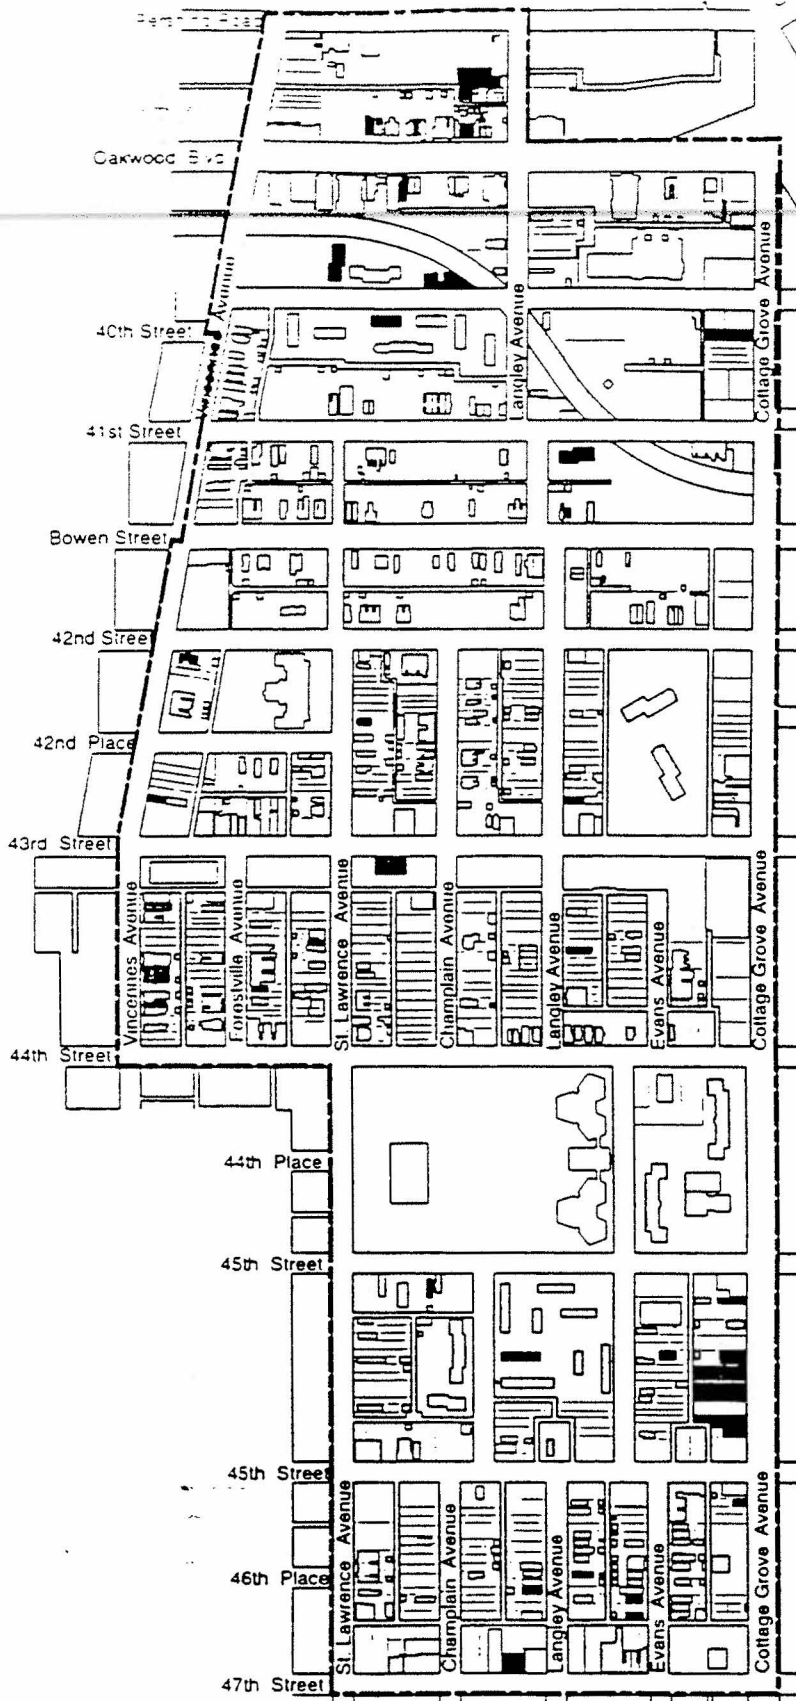 Pershing Road
Oakwood Blvd
Avenue
40th Street
Langley Avenue
Cottage Grove Avenue
41st Street
Bowen Street
42nd Street
42nd Place
43rd Street
Vincennes Avenue
Forestville Avenue
St. Lawrence Avenue
Champlain Avenue
Langley Avenue
Evans Avenue
Cottage Grove Avenue
44th Street
44th Place
45th Street
45th Street
46th Place
St. Lawrence Avenue
Champlain Avenue
Langley Avenue
Evans Avenue
Cottage Grove Avenue
47th Street